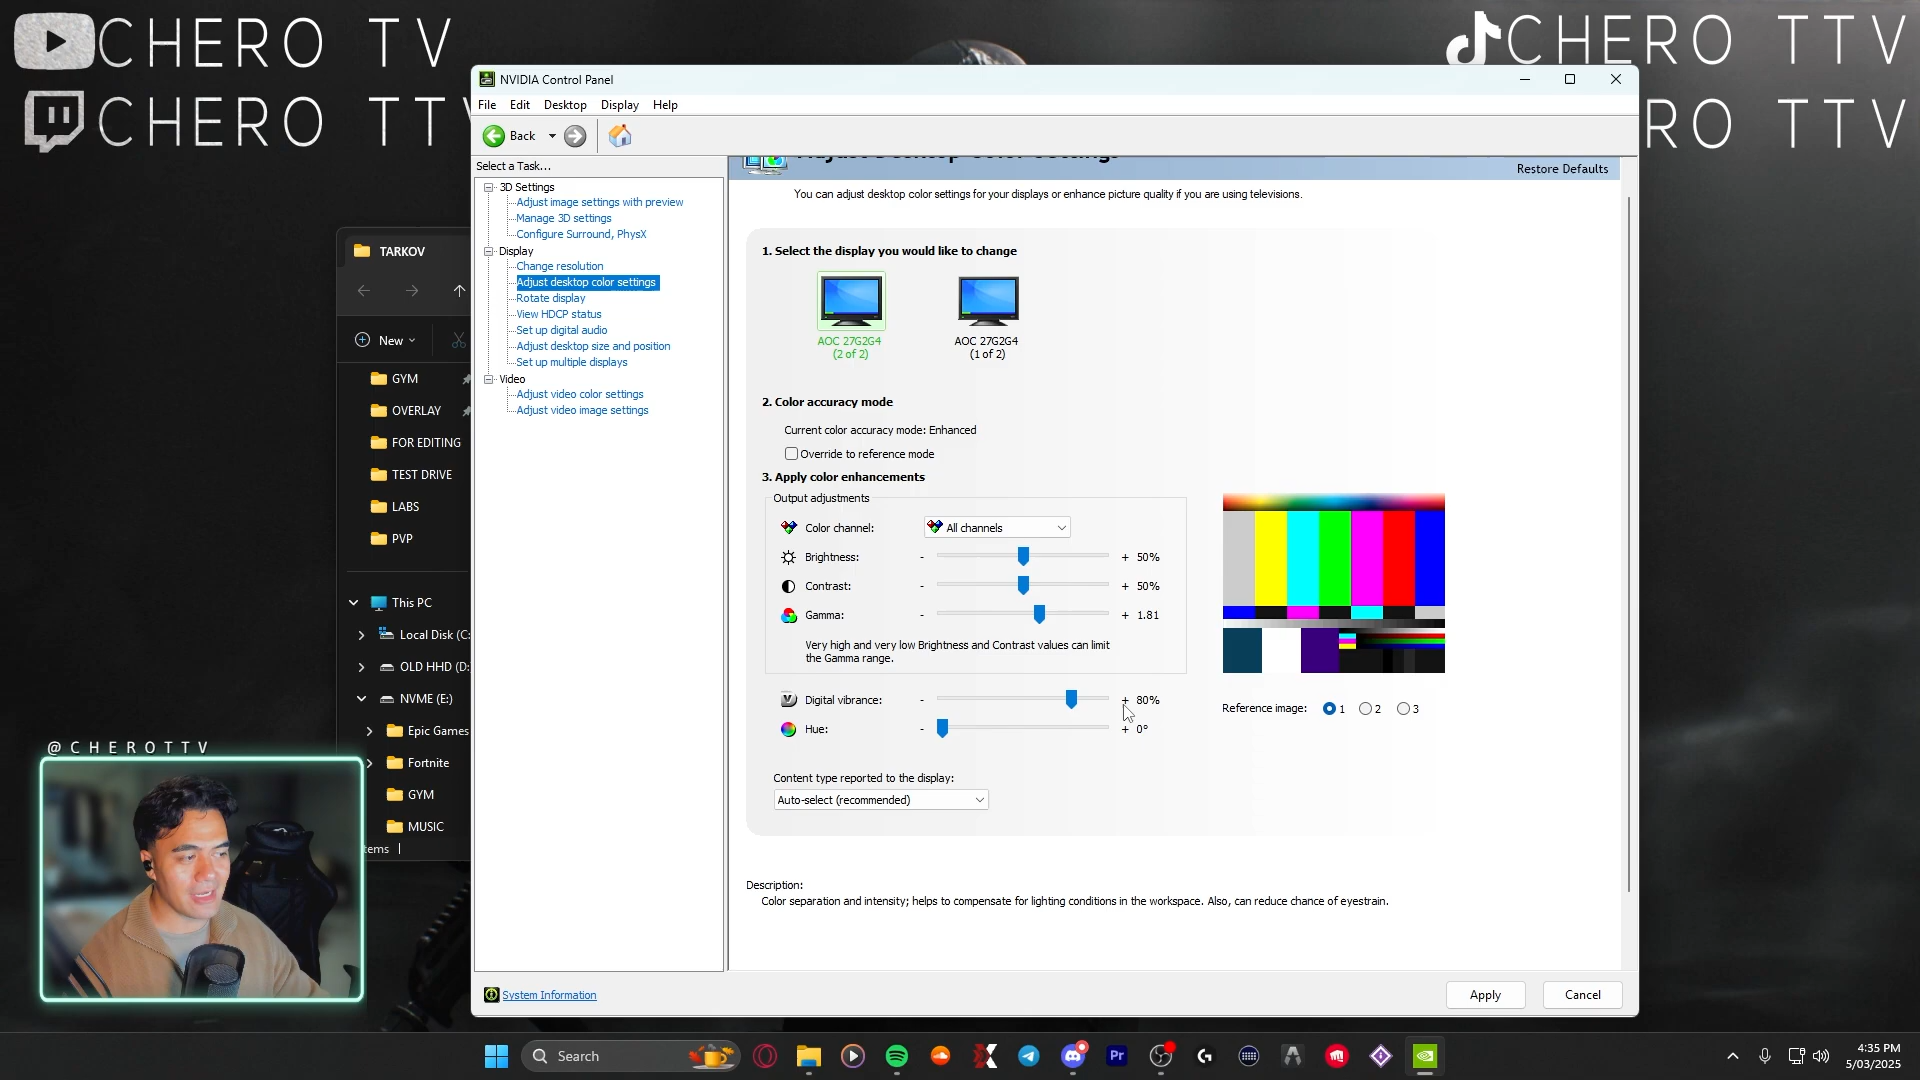 CHERO TV
CHERO TT
CHERO TTV
RO TTV
NVIDIA Control Panel
File Edit Desktop Display Help
Back
Select a Task...
3D Settings
Adjust image settings with preview
Manage 3D settings
Configure Surround, PhysX
Display
Change resolution
Adjust desktop color settings
Rotate display
View HDCP status
Set up digital audio
Adjust desktop size and position
Set up multiple displays
Video
Adjust video color settings
Adjust video image settings
System Information
Adjust Desktop Color Settings
Restore Defaults
You can adjust desktop color settings for your displays or enhance picture quality if you are using televisions.
1. Select the display you would like to change
AOC 27G2G4
(2 of 2)
AOC 27G2G4
(1 of 2)
2. Color accuracy mode
Current color accuracy mode: Enhanced
Override to reference mode
3. Apply color enhancements
Output adjustments
Color channel: All channels
Brightness: - + 50%
Contrast: - + 50%
Gamma: - + 1.81
Very high and very low Brightness and Contrast values can limit
the Gamma range.
Digital vibrance: - + 80%
Hue: - + 0°
Reference image: 1 2 3
Content type reported to the display:
Auto-select (recommended)
Description:
Color separation and intensity; helps to compensate for lighting conditions in the workspace. Also, can reduce chance of eyestrain.
Apply Cancel
TARKOV
New
GYM
OVERLAY
FOR EDITING
TEST DRIVE
LABS
PVP
This PC
Local Disk (C:
OLD HHD (D:
NVME (E:)
Epic Games
Fortnite
GYM
MUSIC
tems
@CHEROTTV
Search
Pr
4:35 PM
5/03/2025